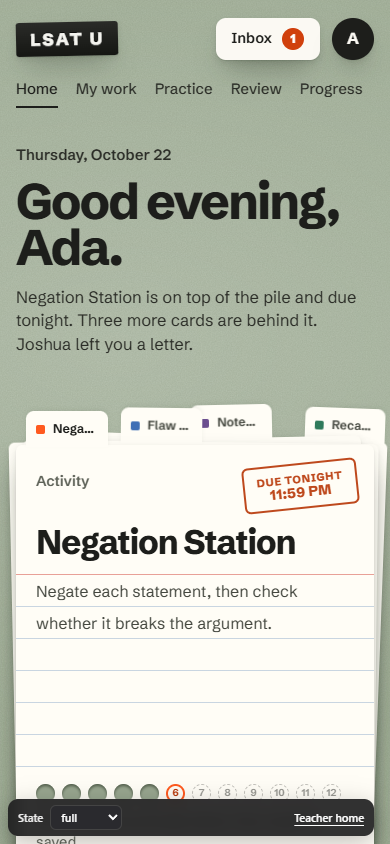 LSAT U
Inbox 1
A
Home My work Practice Review Progress
Thursday, October 22
Good evening,
Ada.
Negation Station is on top of the pile and due
tonight. Three more cards are behind it.
Joshua left you a letter.
Nega... Flaw ... Note... Reca...
Activity
DUE TONIGHT
11:59 PM
Negation Station
Negate each statement, then check
whether it breaks the argument.
6 7 8 9 10 11 12
State full Teacher home
saved